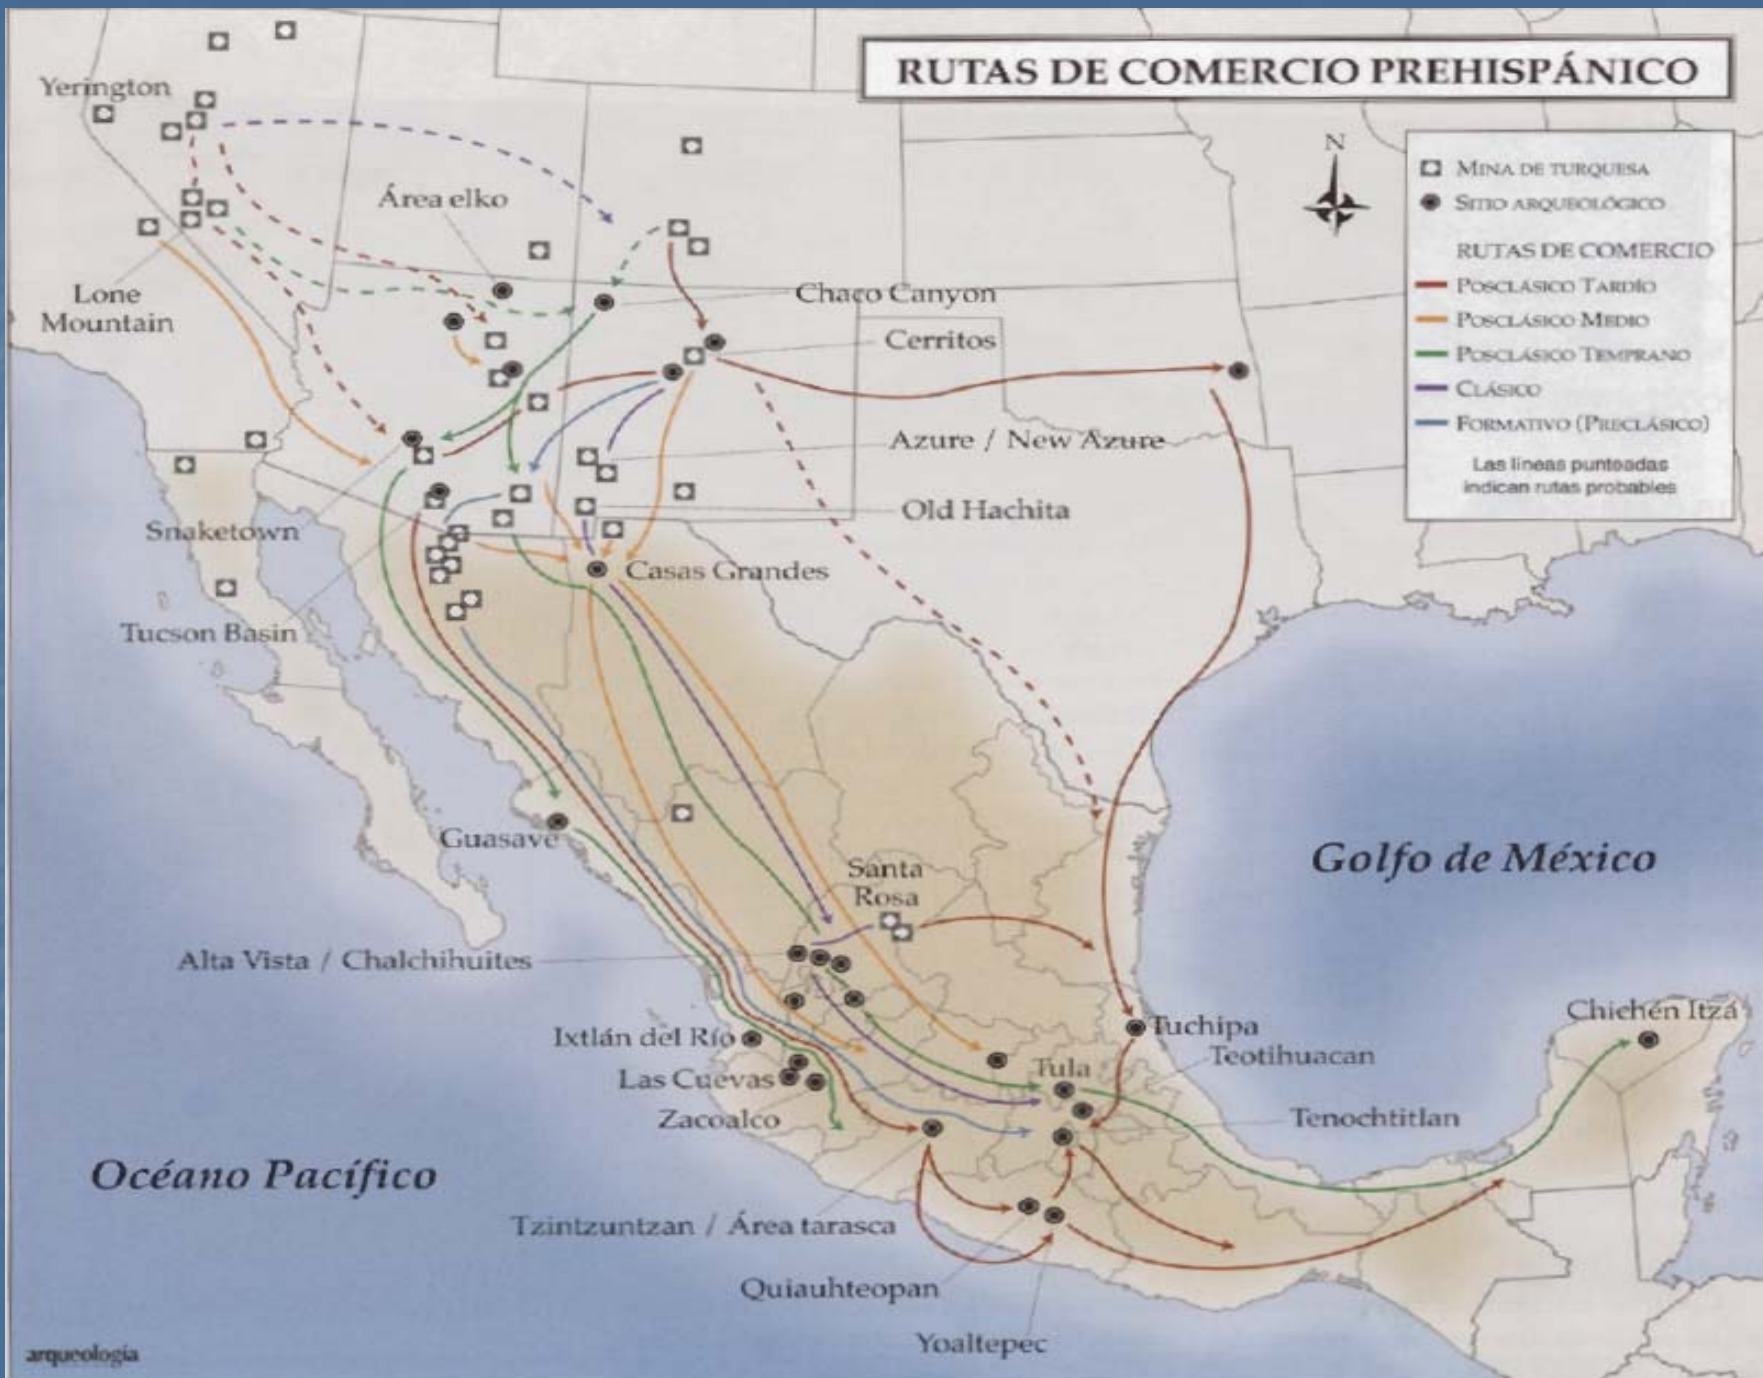 RUTAS DE COMERCIO PREHISPÁNICO
N
MINA DE TURQUESA
SITIO ARQUEOLÓGICO
RUTAS DE COMERCIO
POSCLÁSICO TARDÍO
POSCLÁSICO MEDIO
POSCLÁSICO TEMPRANO
CLÁSICO
FORMATIVO (PRECLÁSICO)
Las líneas punteadas
indican rutas probables
Yerington
Área elko
Lone
Mountain
Chaco Canyon
Cerritos
Azure / New Azure
Old Hachita
Snaketown
Casas Grandes
Tucson Basin
Guasave
Santa
Rosa
Golfo de México
Alta Vista / Chalchihuites
Chichén Itzá
Ixtlán del Río
Tuchipa
Teotihuacan
Tula
Las Cuevas
Zacoalco
Tenochtitlan
Océano Pacífico
Tzintzuntzan / Área tarasca
Quiauhteopan
Yoaltepec
arqueología